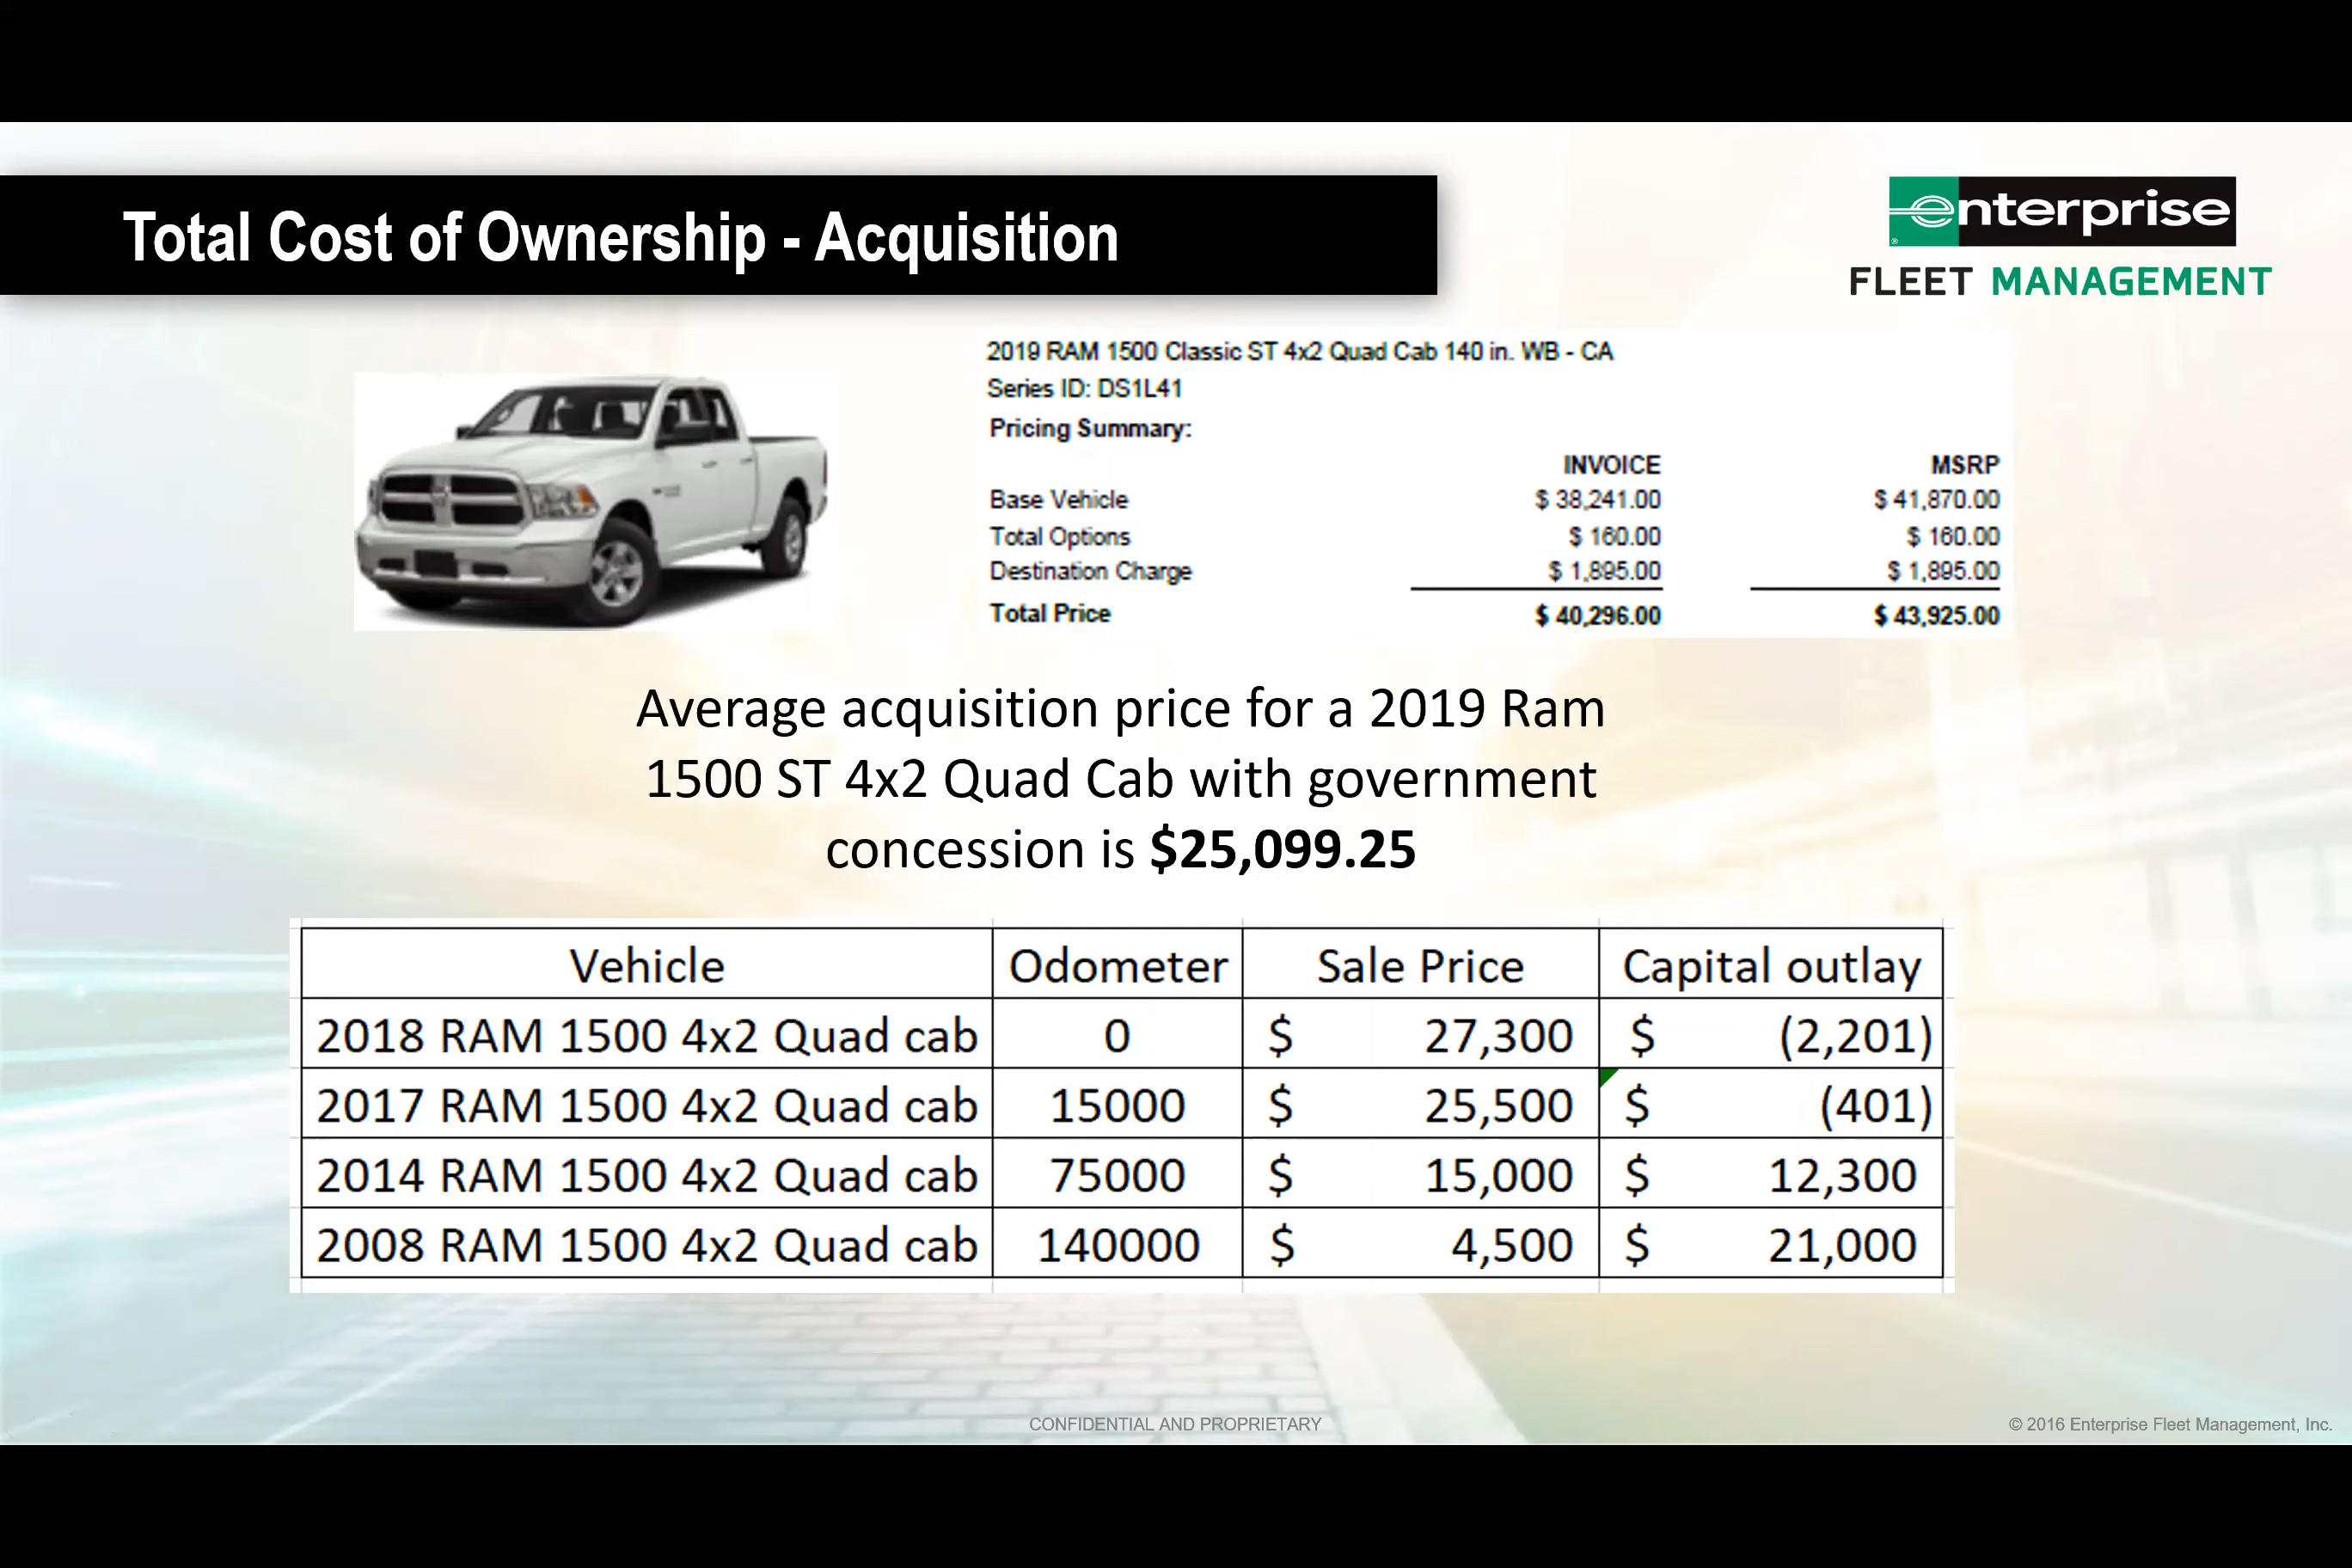 Total Cost of Ownership - Acquisition
enterprise
FLEET MANAGEMENT
2019 RAM 1500 Classic ST 4x2 Quad Cab 140 in. WB - CA
Series ID: DS1L41
Pricing Summary:
INVOICE MSRP
Base Vehicle $ 38,241.00 $ 41,870.00
Total Options $ 160.00 $ 160.00
Destination Charge $ 1,895.00 $ 1,895.00
Total Price $ 40,296.00 $ 43,925.00
Average acquisition price for a 2019 Ram
1500 ST 4x2 Quad Cab with government
concession is $25,099.25
Vehicle Odometer Sale Price Capital outlay
2018 RAM 1500 4x2 Quad cab 0 $ 27,300 $ (2,201)
2017 RAM 1500 4x2 Quad cab 15000 $ 25,500 $ (401)
2014 RAM 1500 4x2 Quad cab 75000 $ 15,000 $ 12,300
2008 RAM 1500 4x2 Quad cab 140000 $ 4,500 $ 21,000
CONFIDENTIAL AND PROPRIETARY
© 2016 Enterprise Fleet Management, Inc.